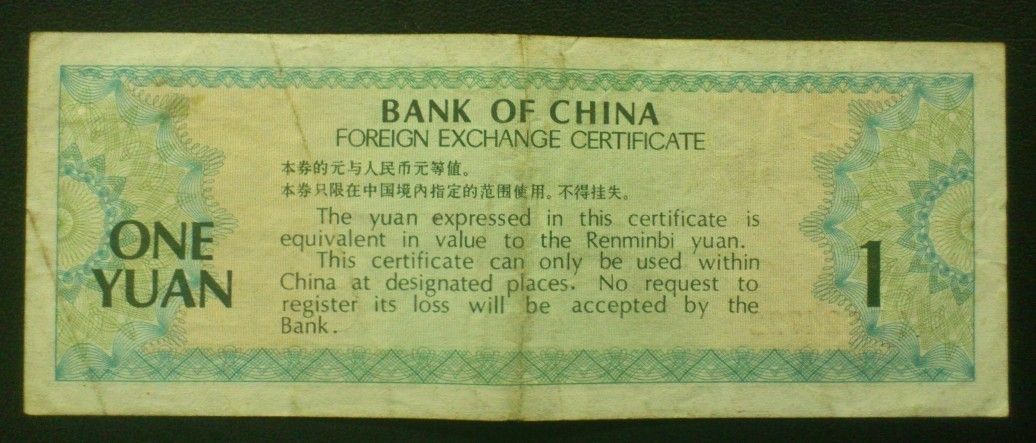 BANK OF CHINA
FOREIGN EXCHANGE CERTIFICATE
本券的元与人民币元等值。
本券只限在中国境内指定的范围使用。不得挂失。
The yuan expressed in this certificate is
equivalent in value to the Renminbi yuan.
This certificate can only be used within
China at designated places. No request to
register its loss will be accepted by the
Bank.
ONE
YUAN
1